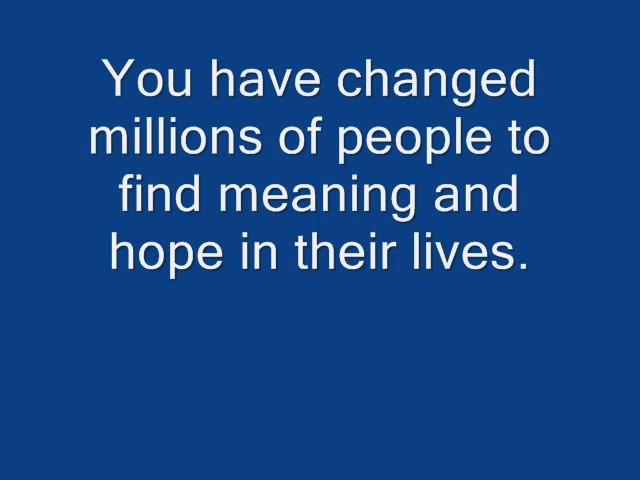 You have changed
millions of people to
find meaning and
hope in their lives.